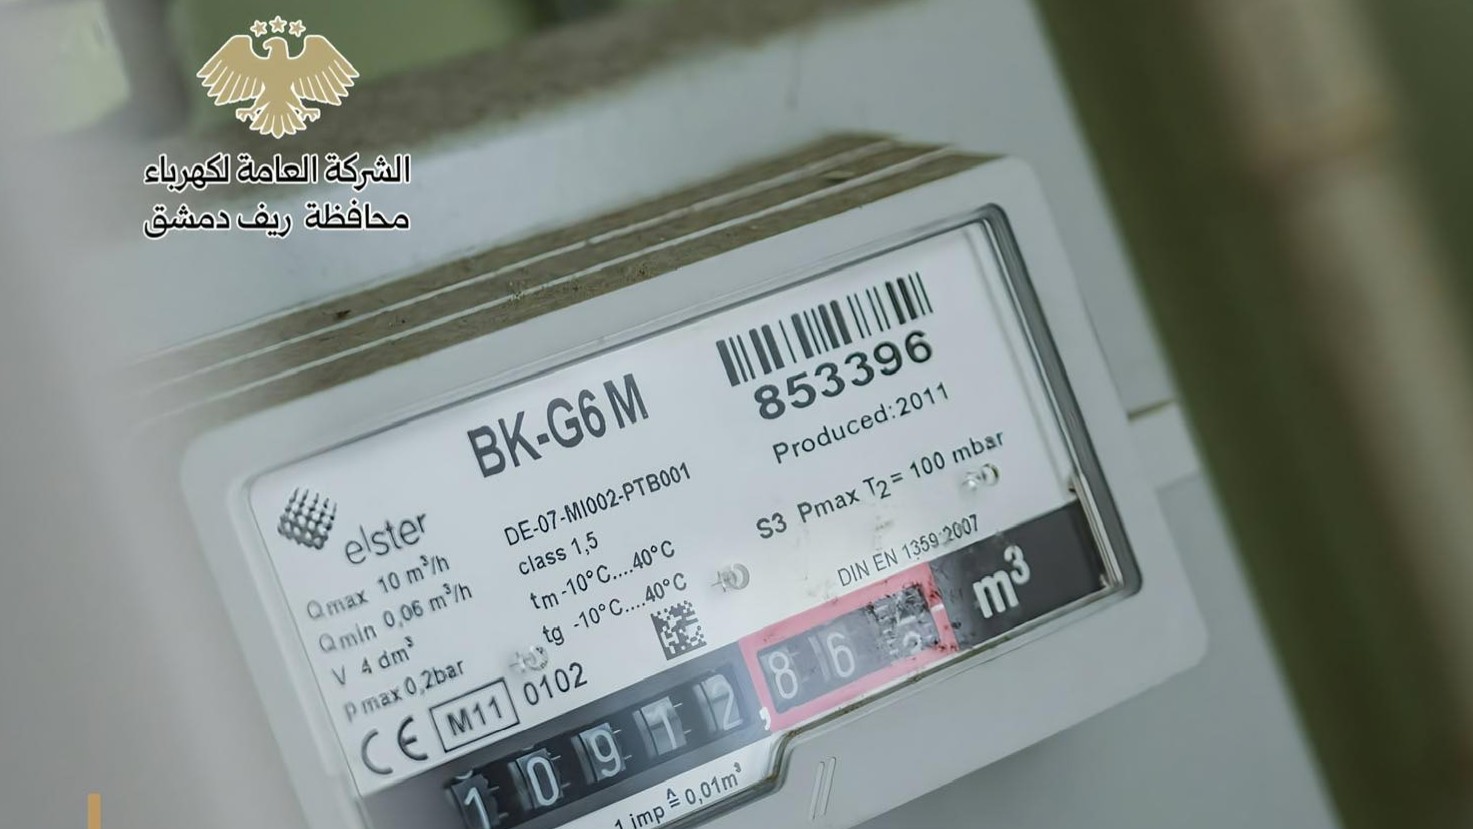 الشركة العامة لكهرباء
محافظة ريف دمشق
853396
Produced:2011
BK-G6 M
elster
DE-07-MI002-PTB001
class 1,5
tm -10°C....40°C
tg -10°C....40°C
S3 Pmax T2 = 100 mbar
DIN EN 1359:2007
Qmax 10 m³/h
Qmin 0,06 m³/h
V 4 dm³
pmax 0,2bar
CE M11 0102
10912,86 m³
1 imp ≙ 0,01m³